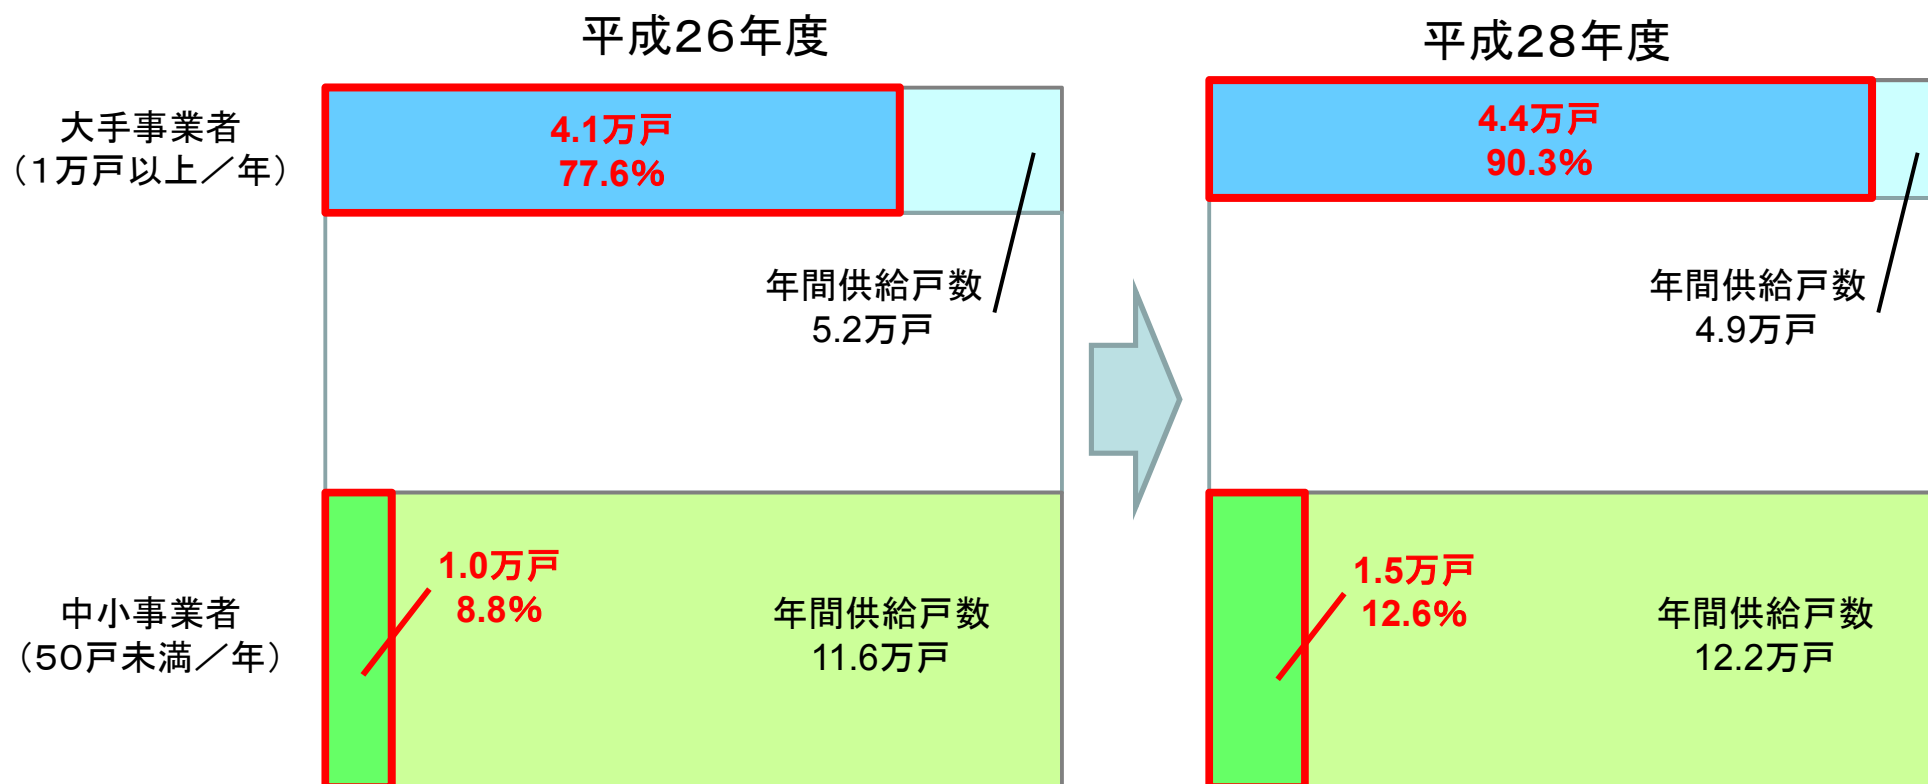 平成26年度
大手事業者
（1万戸以上／年）
4.1万戸
77.6%
年間供給戸数
5.2万戸
中小事業者
（50戸未満／年）
1.0万戸
8.8%
年間供給戸数
11.6万戸
平成28年度
4.4万戸
90.3%
年間供給戸数
4.9万戸
1.5万戸
12.6%
年間供給戸数
12.2万戸